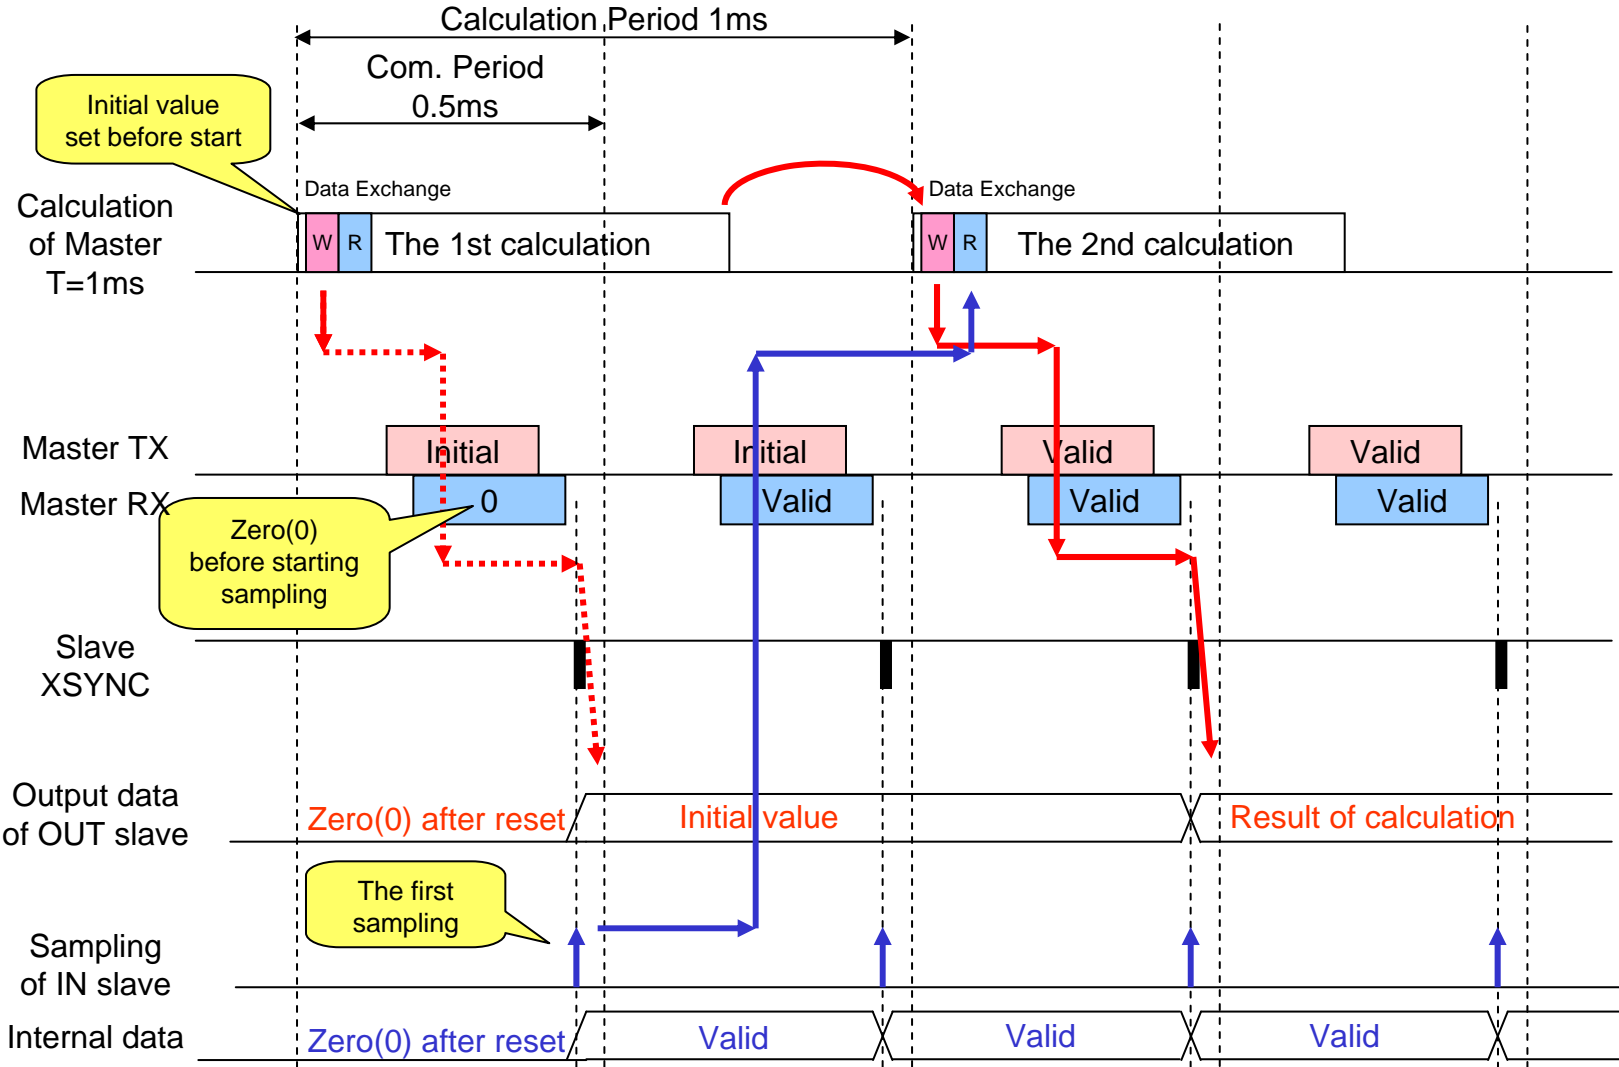 Calculation Period 1ms
Com. Period
0.5ms
Initial value
set before start
Data Exchange
Data Exchange
Calculation
of Master
T=1ms
W R The 1st calculation
W R The 2nd calculation
Master TX
Initial
Initial
Valid
Valid
Master RX
0
Valid
Valid
Valid
Zero(0)
before starting
sampling
Slave
XSYNC
Output data
of OUT slave
Zero(0) after reset
Initial value
Result of calculation
The first
sampling
Sampling
of IN slave
Internal data
Zero(0) after reset
Valid
Valid
Valid